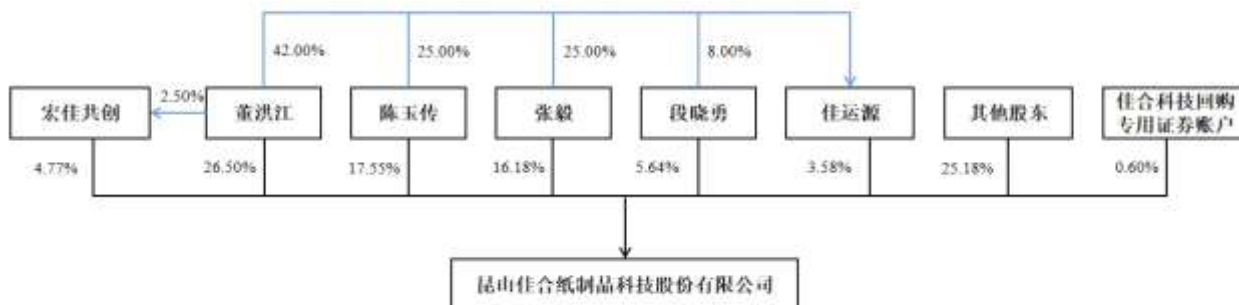 42.00%
25.00%
25.00%
8.00%
2.50%
宏佳共创
董洪江
陈玉传
张毅
段晓勇
佳运源
其他股东
佳合科技回购
专用证券账户
4.77%
26.50%
17.55%
16.18%
5.64%
3.58%
25.18%
0.60%
昆山佳合纸制品科技股份有限公司